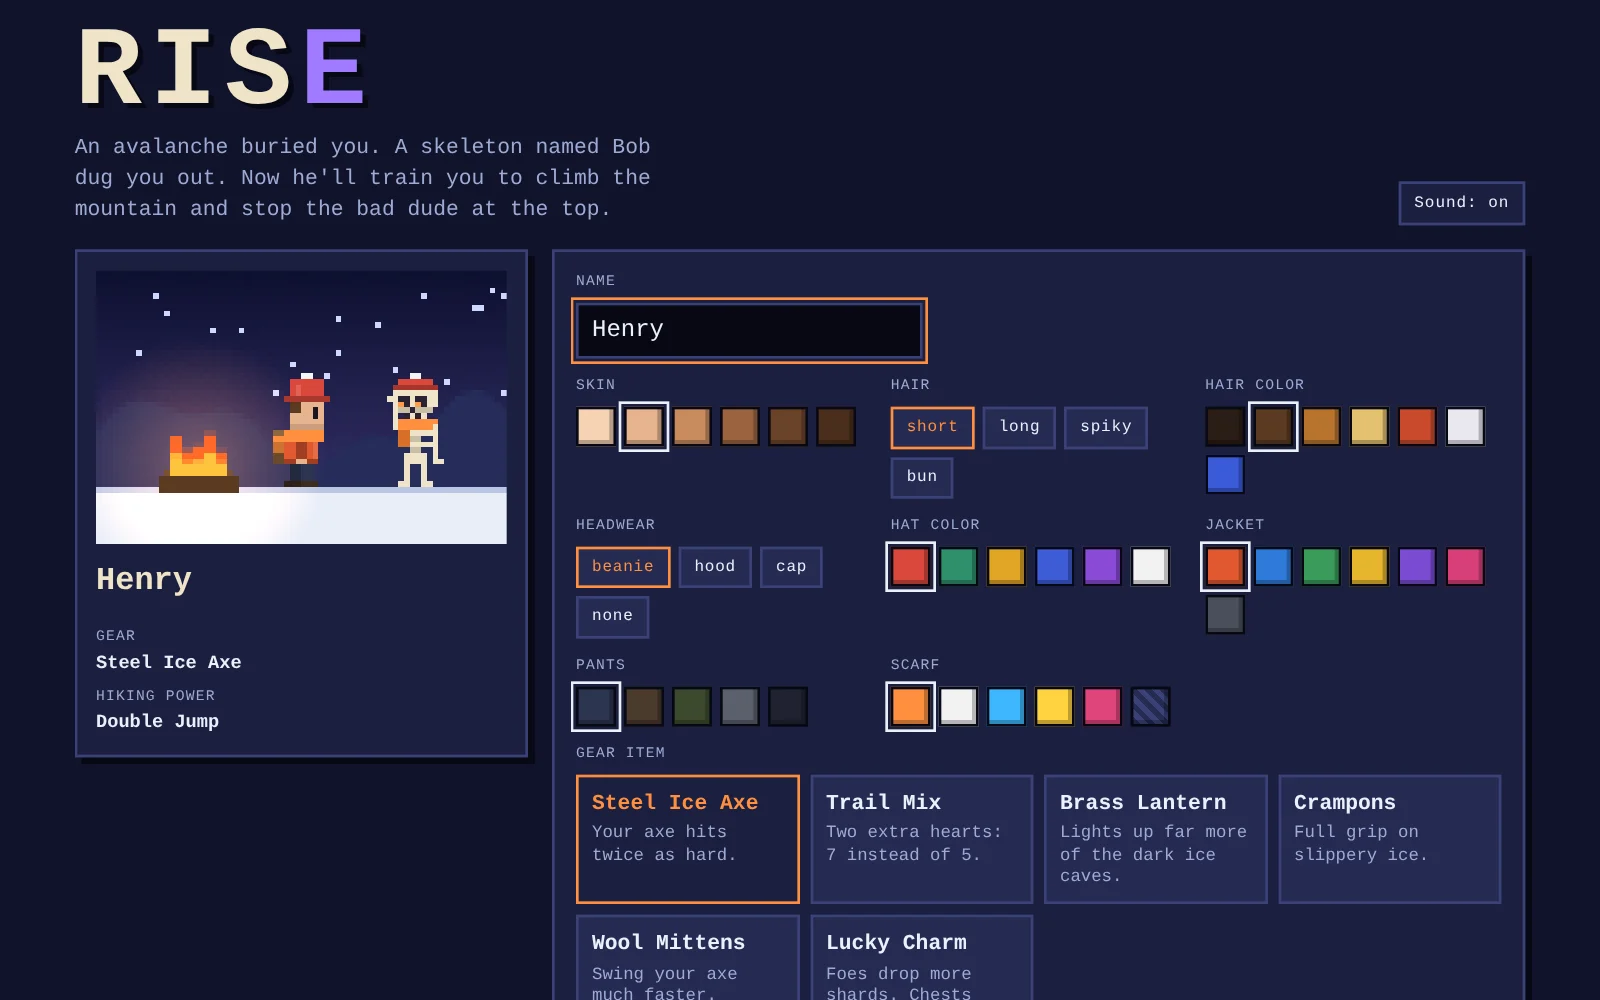 RISE
An avalanche buried you. A skeleton named Bob
dug you out. Now he'll train you to climb the
mountain and stop the bad dude at the top.
Sound: on
Henry
GEAR
Steel Ice Axe
HIKING POWER
Double Jump
NAME
Henry
SKIN
HAIR
short
long
spiky
bun
HAIR COLOR
HEADWEAR
beanie
hood
cap
none
HAT COLOR
JACKET
PANTS
SCARF
GEAR ITEM
Steel Ice Axe
Your axe hits
twice as hard.
Trail Mix
Two extra hearts:
7 instead of 5.
Brass Lantern
Lights up far more
of the dark ice
caves.
Crampons
Full grip on
slippery ice.
Wool Mittens
Swing your axe
much faster.
Lucky Charm
Foes drop more
shards. Chests